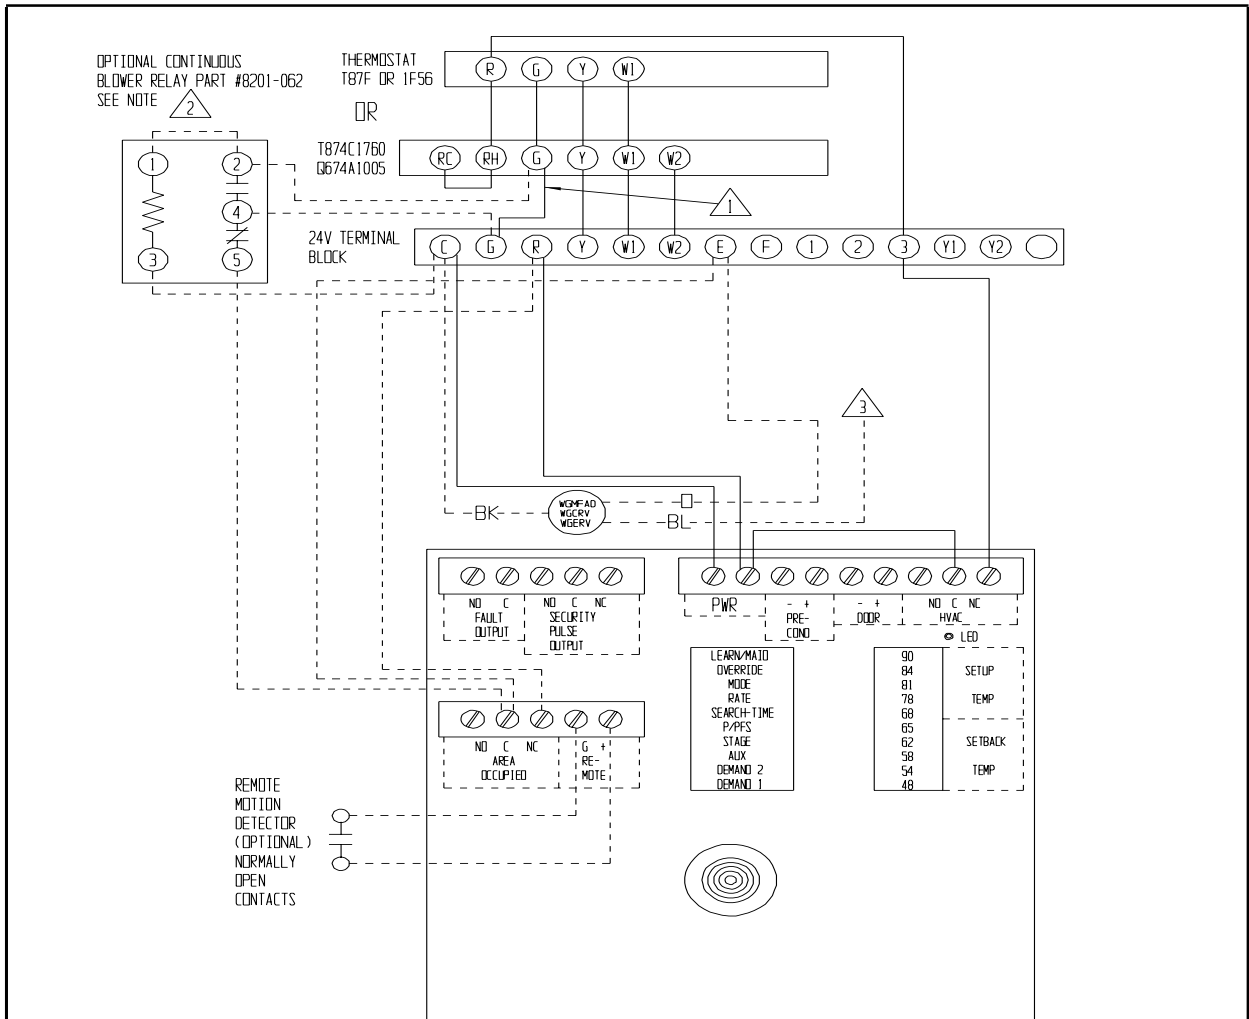 OPTIONAL CONTINUOUS
BLOWER RELAY PART #8201-062
SEE NOTE
2
THERMOSTAT
T87F OR 1F56
OR
R G Y W1
T874C1760
Q674A1005
RC RH G Y W1 W2
1
1 2
4
3 5
24V TERMINAL
BLOCK
C G R Y W1 W2 E F 1 2 3 Y1 Y2
3
WGMFAD
WGCRV
WGERV
BK
BL
NO C NO C NC
FAULT
OUTPUT
SECURITY
PULSE
OUTPUT
PWR
- +
PRE-
COND
- +
DOOR
NO C NC
HVAC
LED
LEARN/MAID
OVERRIDE
MODE
RATE
SEARCH-TIME
P/PFS
STAGE
AUX
DEMAND 2
DEMAND 1
90
84
81
78
68
65
62
58
54
48
SETUP
TEMP
SETBACK
TEMP
NO C NC
AREA
OCCUPIED
G +
RE-
MOTE
REMOTE
MOTION
DETECTOR
(OPTIONAL)
NORMALLY
OPEN
CONTACTS